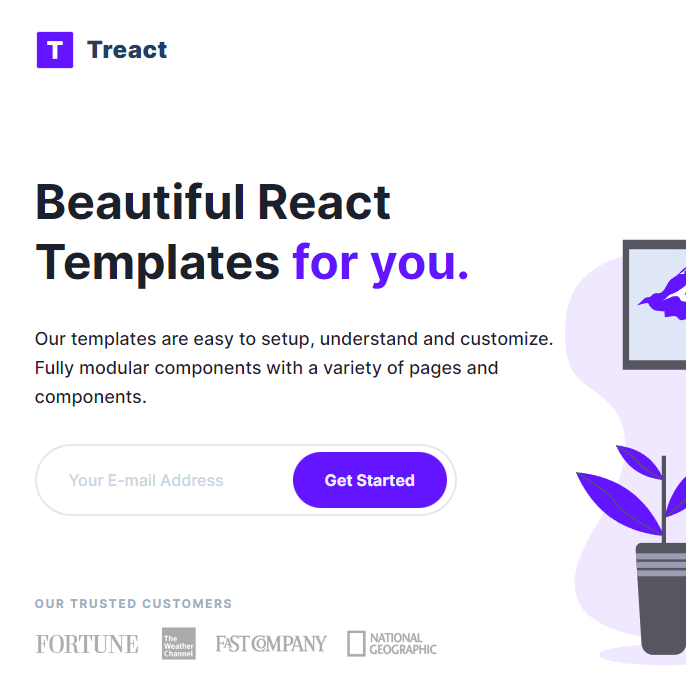 T Treact
Beautiful React
Templates for you.
Our templates are easy to setup, understand and customize.
Fully modular components with a variety of pages and
components.
Your E-mail Address
Get Started
OUR TRUSTED CUSTOMERS
FORTUNE
The
Weather
Channel
FAST COMPANY
NATIONAL
GEOGRAPHIC